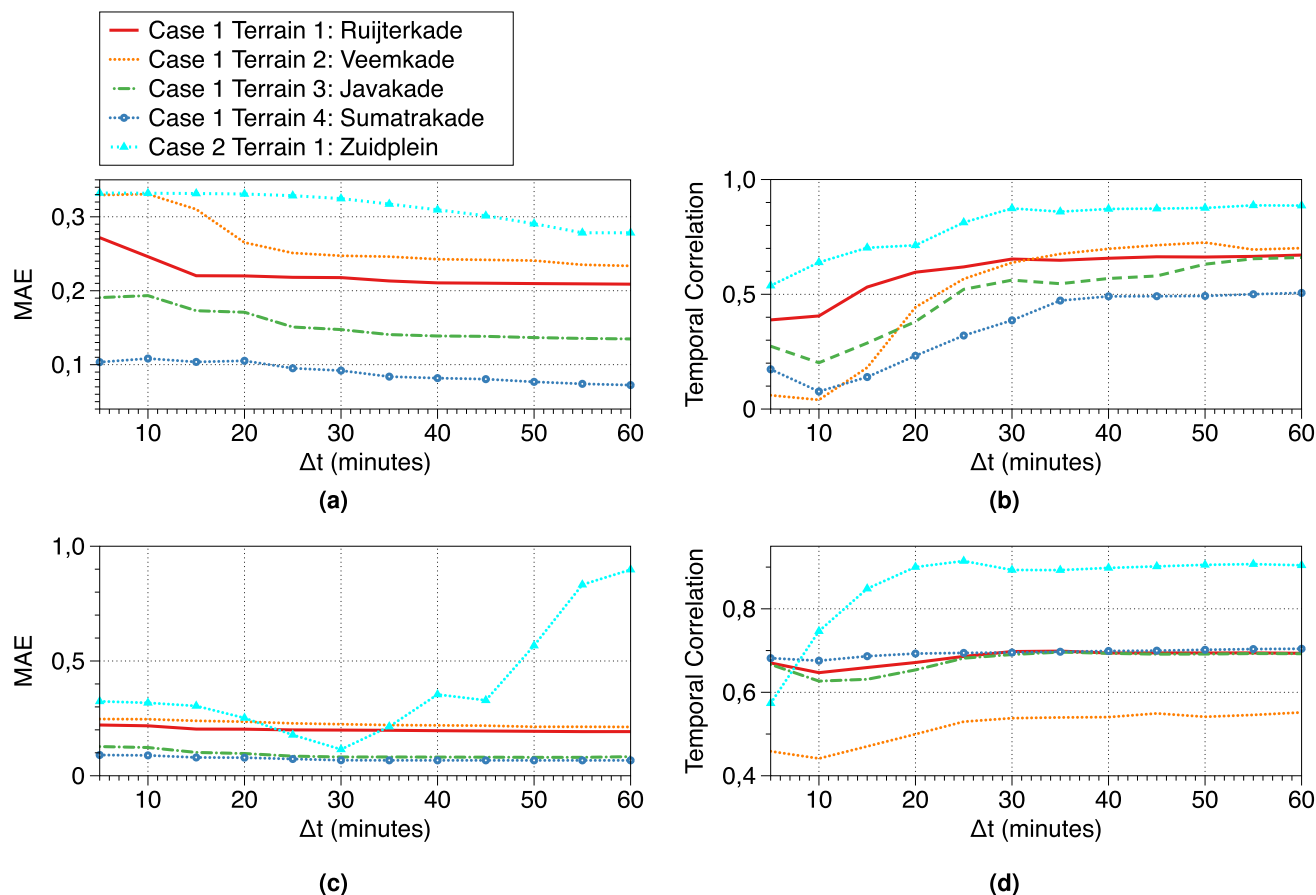 Case 1 Terrain 1: Ruijterkade
Case 1 Terrain 2: Veemkade
Case 1 Terrain 3: Javakade
Case 1 Terrain 4: Sumatrakade
Case 2 Terrain 1: Zuidplein
MAE
0,3
0,2
0,1
10 20 30 40 50 60
Δt (minutes)
(a)
Temporal Correlation
1,0
0,5
0
10 20 30 40 50 60
Δt (minutes)
(b)
MAE
1,0
0,5
0
10 20 30 40 50 60
Δt (minutes)
(c)
Temporal Correlation
0,8
0,6
0,4
10 20 30 40 50 60
Δt (minutes)
(d)